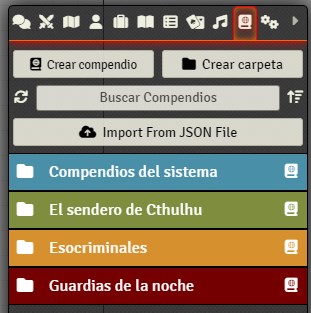 Crear compendio
Crear carpeta
Buscar Compendios
Import From JSON File
Compendios del sistema
El sendero de Cthulhu
Esocriminales
Guardias de la noche